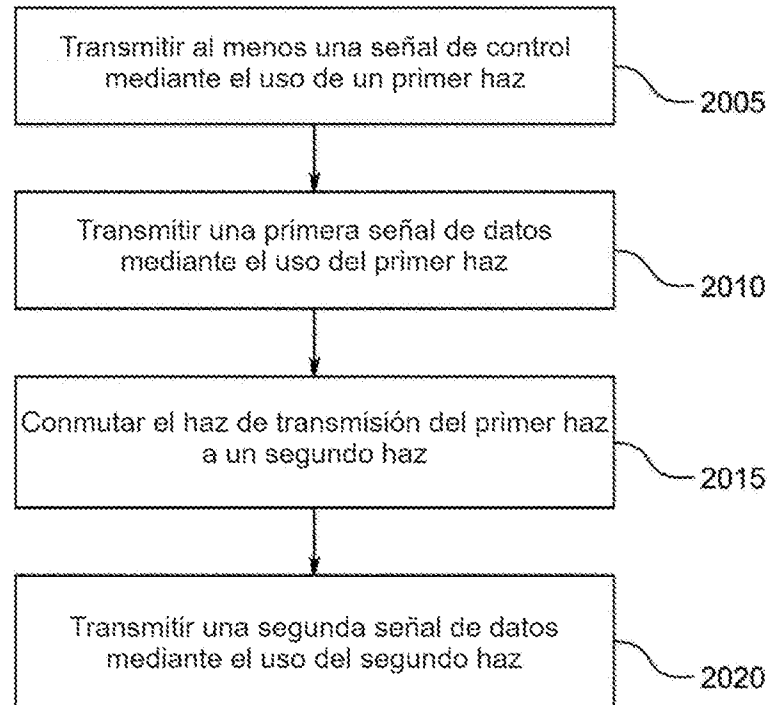 Transmitir al menos una señal de control
mediante el uso de un primer haz
2005
Transmitir una primera señal de datos
mediante el uso del primer haz
2010
Conmutar el haz de transmisión del primer haz
a un segundo haz
2015
Transmitir una segunda señal de datos
mediante el uso del segundo haz
2020